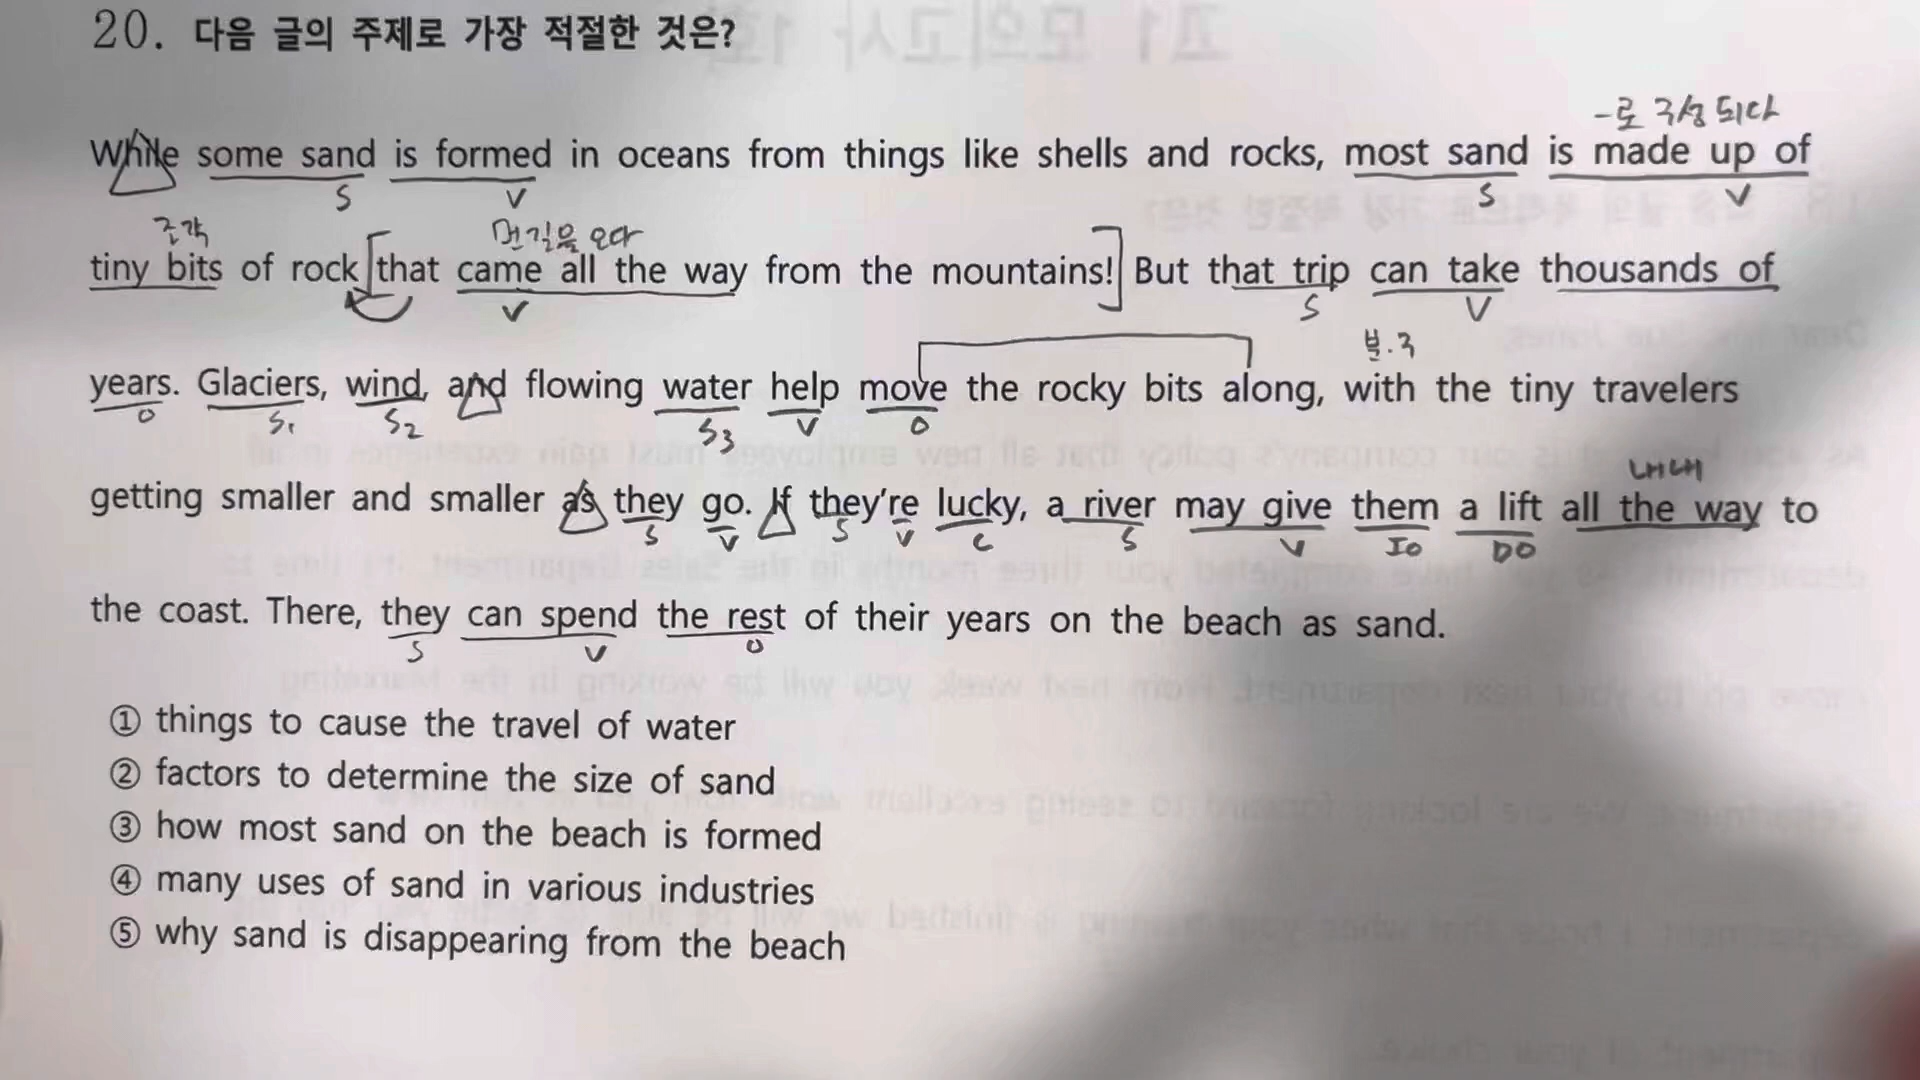 20. 다음 글의 주제로 가장 적절한 것은?
-로 구성 되다
While some sand is formed in oceans from things like shells and rocks, most sand is made up of
S V S V
조각 먼길을 오다
tiny bits of rock [that came all the way from the mountains!] But that trip can take thousands of
V S V
분.구
years. Glaciers, wind, and flowing water help move the rocky bits along, with the tiny travelers
O S1 S2 S3 V O
내내
getting smaller and smaller as they go. If they're lucky, a river may give them a lift all the way to
S V S V C S V IO DO
the coast. There, they can spend the rest of their years on the beach as sand.
S V O
① things to cause the travel of water
② factors to determine the size of sand
③ how most sand on the beach is formed
④ many uses of sand in various industries
⑤ why sand is disappearing from the beach